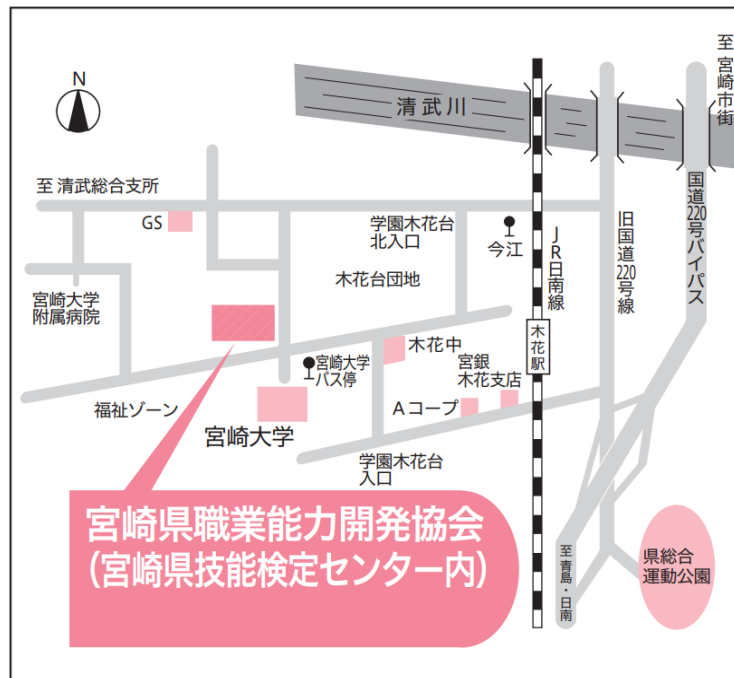 N
清武川
至 宮崎市街
至 清武総合支所
GS
学園木花台
北入口
今江
JR日南線
旧国道220号線
国道220号バイパス
木花台団地
宮崎大学
附属病院
木花駅
木花中
宮崎大学
バス停
宮銀
木花支店
Aコープ
福祉ゾーン
宮崎大学
学園木花台
入口
宮崎県職業能力開発協会
(宮崎県技能検定センター内)
至 青島・日南
県総合
運動公園